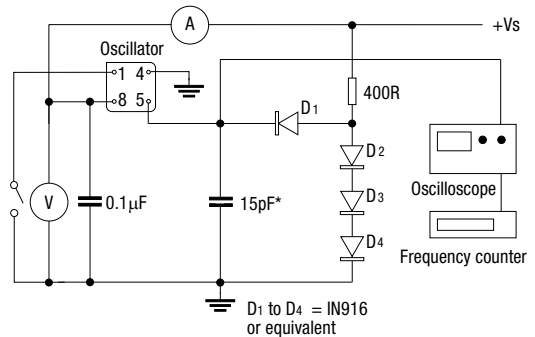 A
+Vs
Oscillator
1 4
8 5
400R
D1
D2
D3
D4
V
0.1µF
15pF*
Oscilloscope
Frequency counter
D1 to D4 = IN916
or equivalent